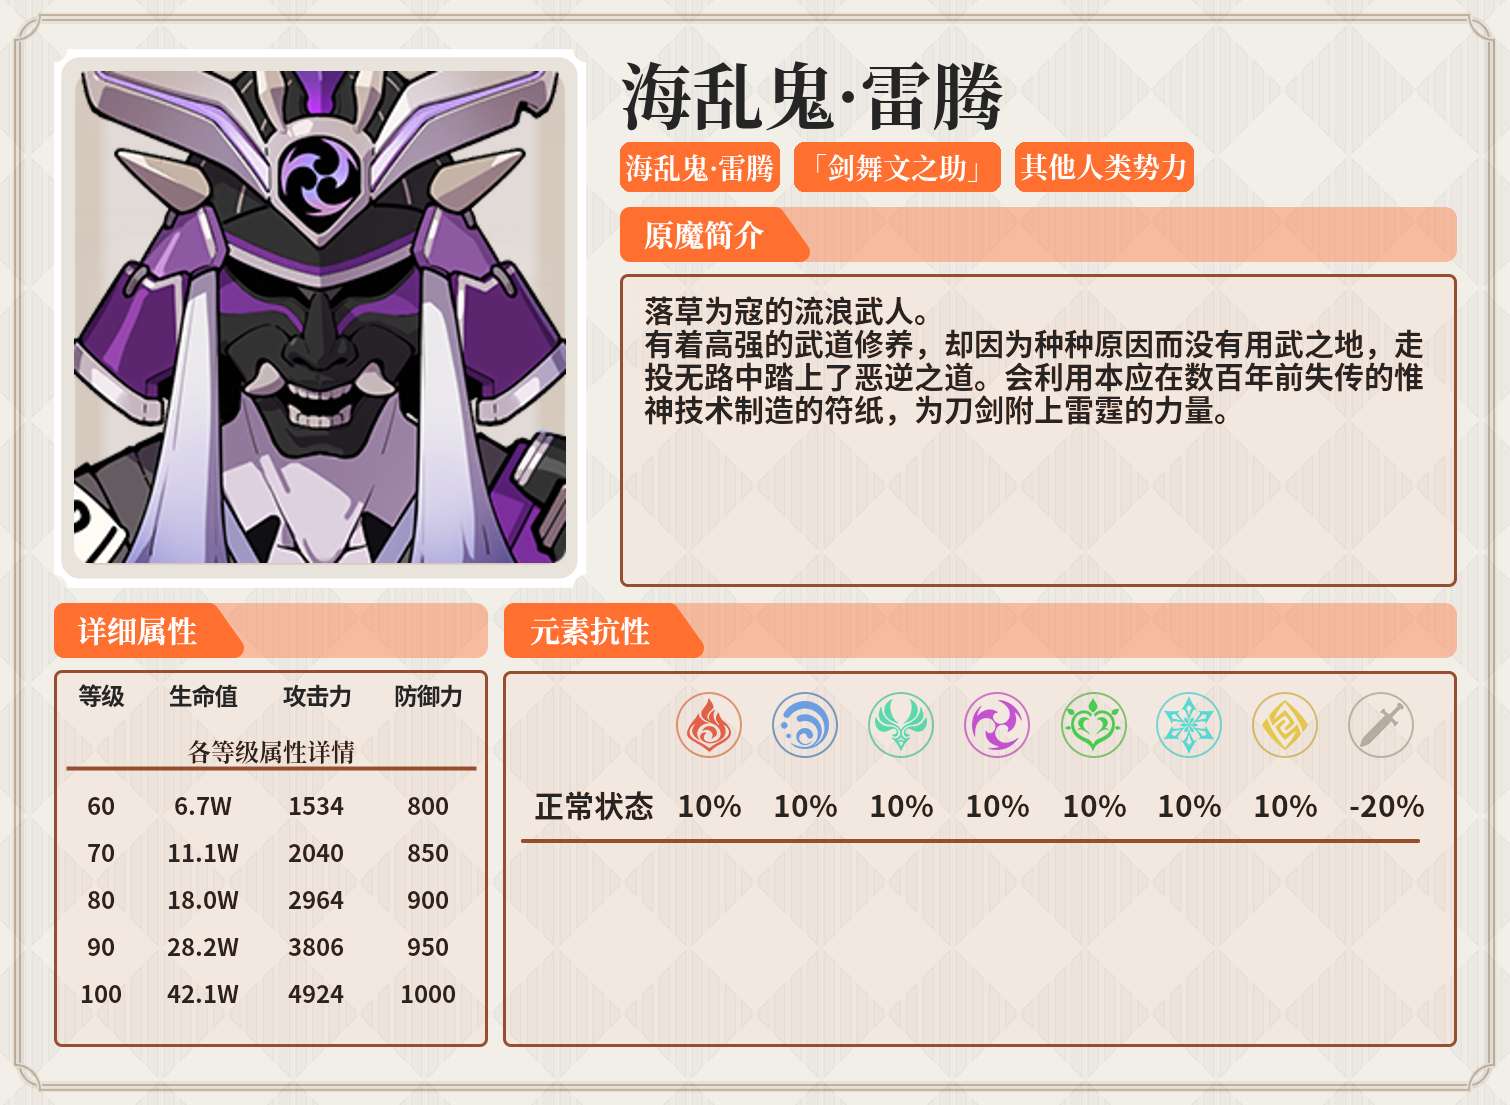 海乱鬼·雷腾
海乱鬼·雷腾 「剑舞文之助」 其他人类势力
原魔简介
落草为寇的流浪武人。
有着高强的武道修养，却因为种种原因而没有用武之地，走
投无路中踏上了恶逆之道。会利用本应在数百年前失传的惟
神技术制造的符纸，为刀剑附上雷霆的力量。
详细属性
等级 生命值 攻击力 防御力
各等级属性详情
60 6.7W 1534 800
70 11.1W 2040 850
80 18.0W 2964 900
90 28.2W 3806 950
100 42.1W 4924 1000
元素抗性
正常状态 10% 10% 10% 10% 10% 10% 10% -20%